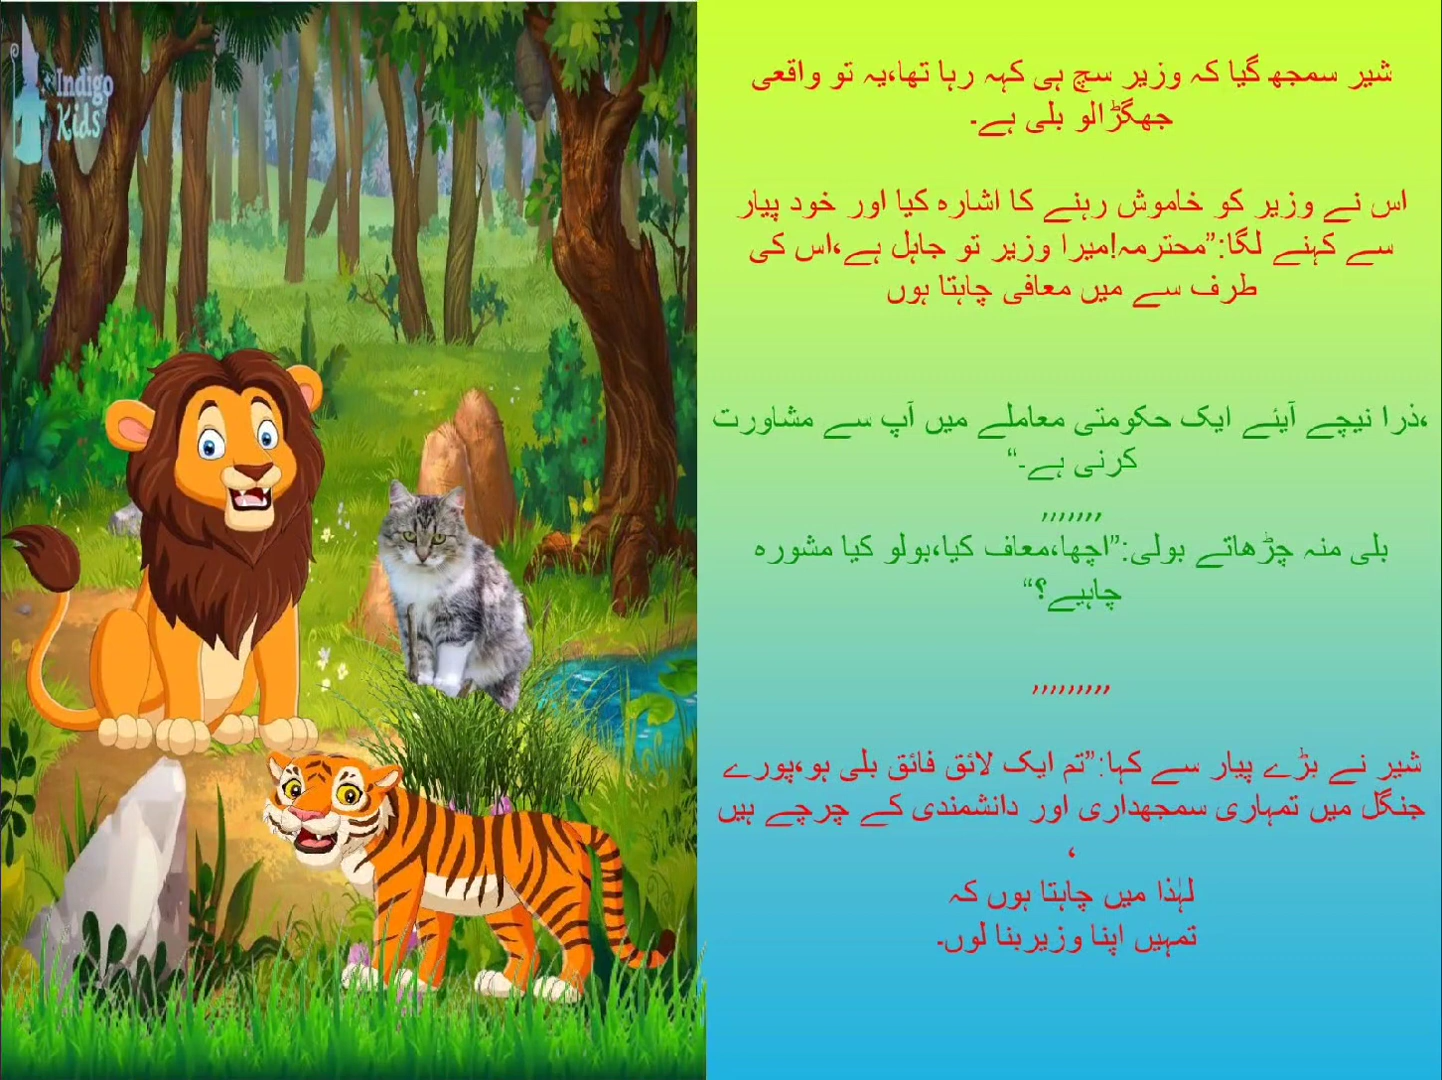 Indigo
Kids
شیر سمجھ گیا کہ وزیر سچ ہی کہہ رہا تھا،یہ تو واقعی
جھگڑالو بلی ہے۔
اس نے وزیر کو خاموش رہنے کا اشارہ کیا اور خود پیار
سے کہنے لگا:”محترمہ!میرا وزیر تو جاہل ہے،اس کی
طرف سے میں معافی چاہتا ہوں
،ذرا نیچے آیئے ایک حکومتی معاملے میں آپ سے مشاورت
کرنی ہے۔“
,,,,,,,
بلی منہ چڑھاتے بولی:”اچھا،معاف کیا،بولو کیا مشورہ
چاہیے؟“
,,,,,,,,,
شیر نے بڑے پیار سے کہا:”تم ایک لائق فائق بلی ہو،پورے
جنگل میں تمہاری سمجھداری اور دانشمندی کے چرچے ہیں
،
لہٰذا میں چاہتا ہوں کہ
تمہیں اپنا وزیربنا لوں۔